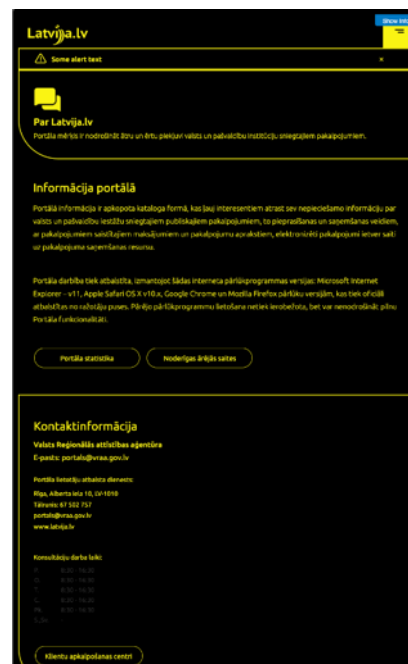 Latvija.lv
Show Info
Some alert text
×
Par Latvija.lv
Portāla mērķis ir nodrošināt ātru un ērtu piekļuvi valsts un pašvaldību institūciju sniegtajiem pakalpojumiem.
Informācija portālā
Portālā informācija ir apkopota kataloga formā, kas ļauj interesentiem atrast sev nepieciešamo informāciju par
valsts un pašvaldību iestāžu sniegtajiem publiskajiem pakalpojumiem, to pieprasīšanas un saņemšanas veidiem,
ar pakalpojumiem saistītajiem maksājumiem un pakalpojumu aprakstiem, elektronizēti pakalpojumi ietver saiti
uz pakalpojuma saņemšanas resursu.
Portāla darbība tiek atbalstīta, izmantojot šādas interneta pārlūkprogrammas versijas: Microsoft Internet
Explorer – v11, Apple Safari OS X v10.x, Google Chrome un Mozilla Firefox pārlūku versijām, kas tiek oficiāli
atbalstītes no ražotāju puses. Pārējo pārlūkprogrammu lietošana netiek ierobežota, bet var nenodrošināt pilnu
Portāla funkcionalitāti.
Portāla statistika
Noderīgas ārējās saites
Kontaktinformācija
Valsts Reģionālās attīstības aģentūra
E-pasts: portals@vraa.gov.lv
Portāla lietotāju atbalsta dienests:
Rīga, Alberta iela 10, LV-1010
Tālrunis: 67 502 757
portals@vraa.gov.lv
www.latvija.lv
Konsultāciju darba laiki:
P. 8:30 - 16:30
O. 8:30 - 16:30
T. 8:30 - 16:30
C. 8:30 - 16:30
Pk. 8:30 - 16:30
S.,Sv. -
Klientu apkalpošanas centri